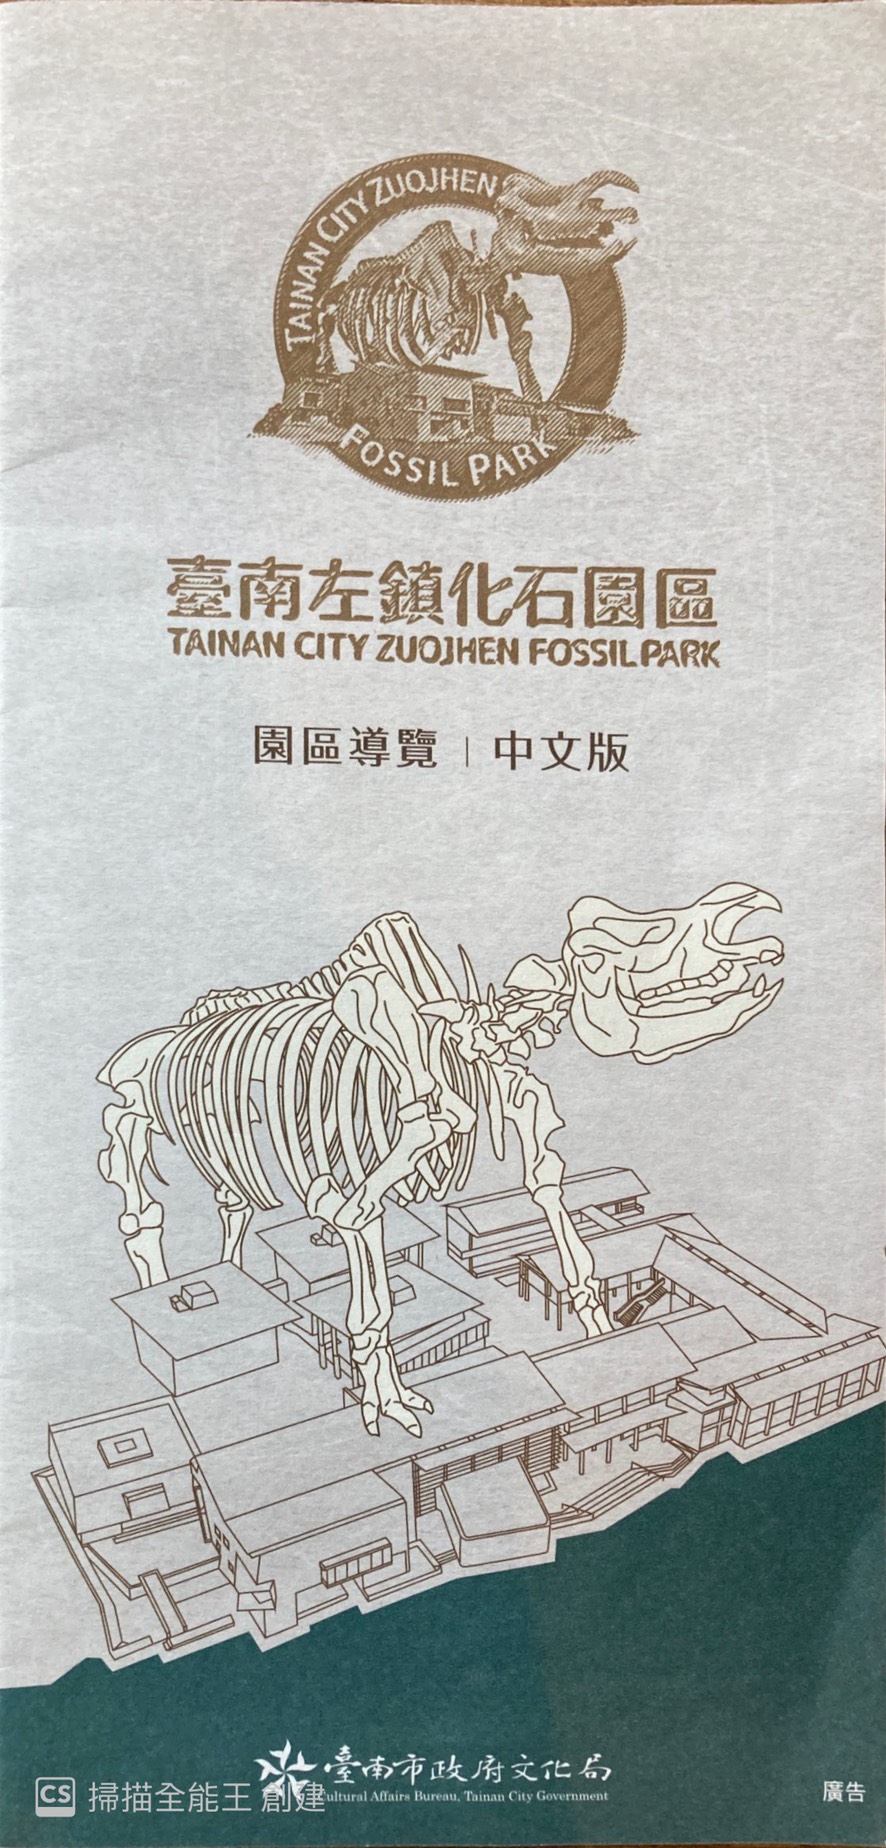 TAINAN CITY ZUOJHEN
FOSSIL PARK
臺南左鎮化石園區
TAINAN CITY ZUOJHEN FOSSIL PARK
園區導覽 | 中文版
臺南市政府文化局
Cultural Affairs Bureau, Tainan City Government
CS 掃描全能王 創建
廣告